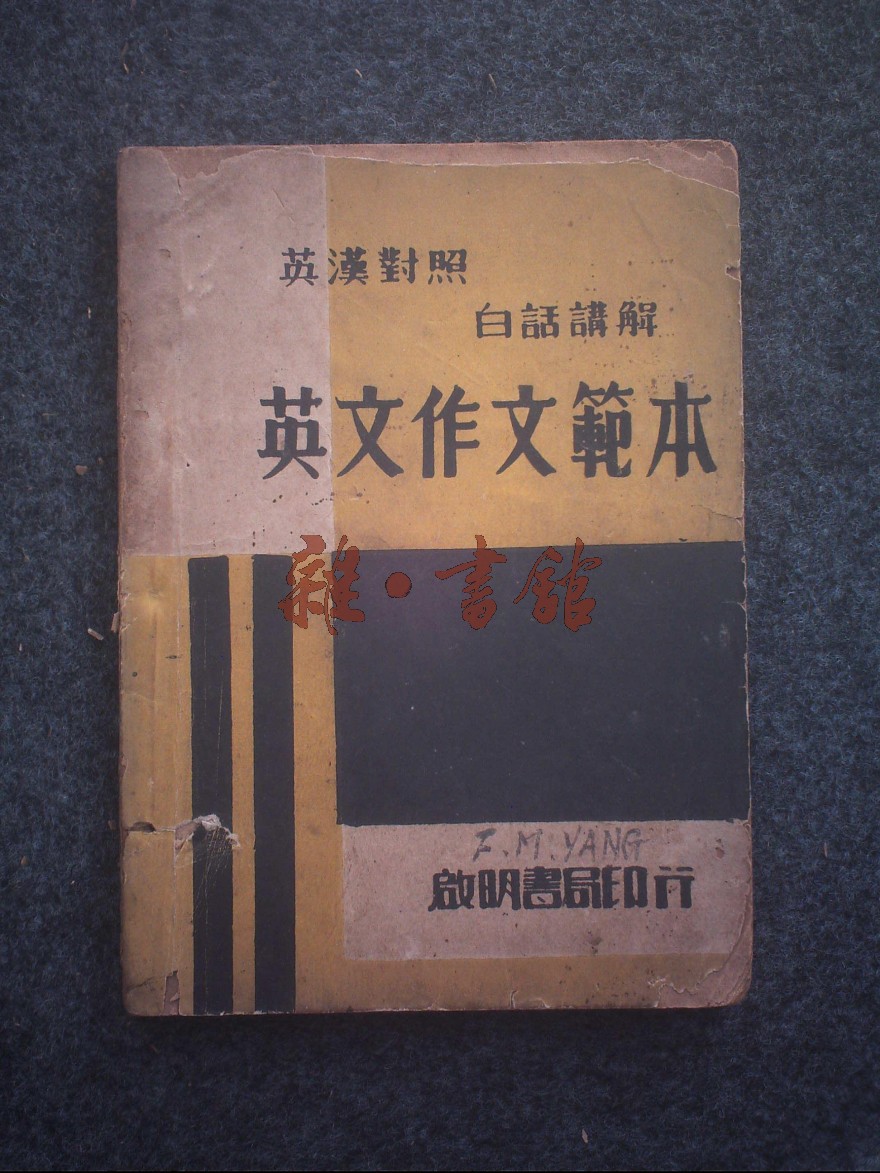 英漢對照
白話講解
英文作文範本
雜·書館
F.M.YANG
啟明書局印行